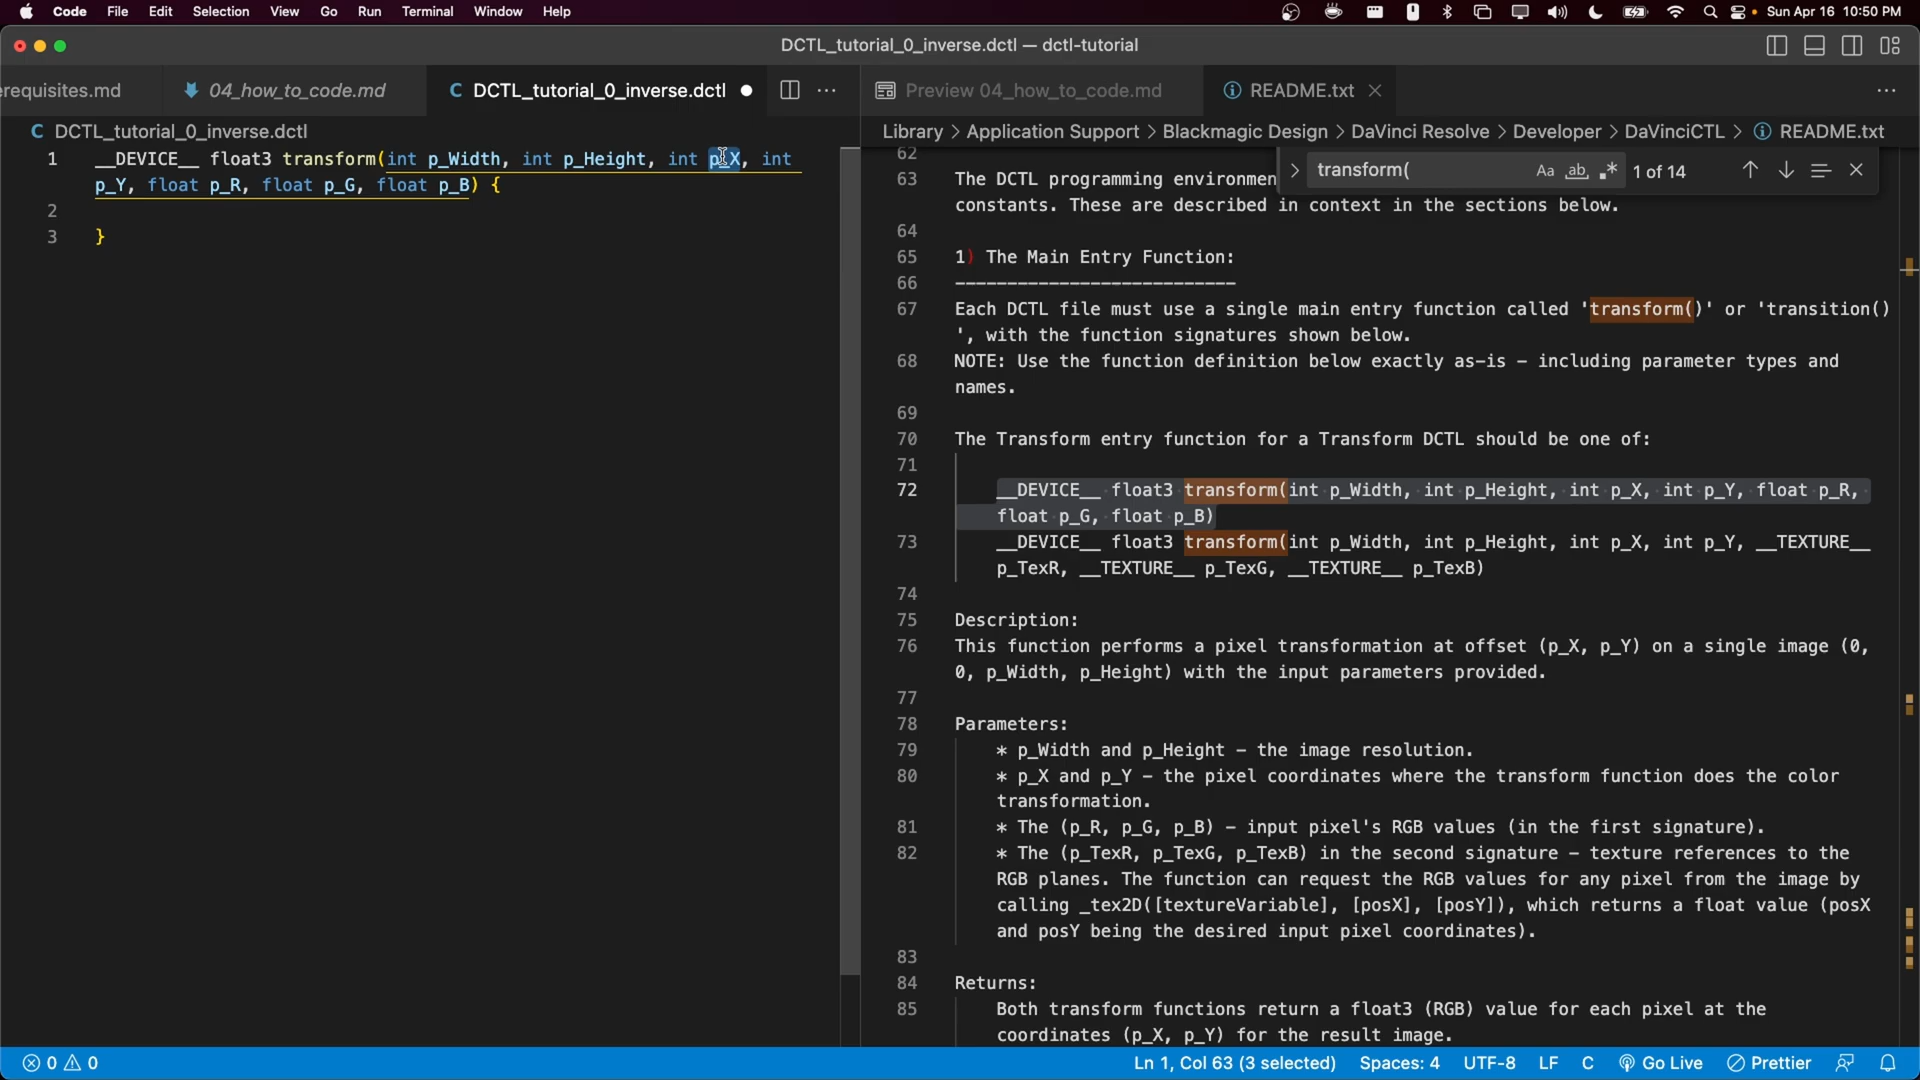 Code File Edit Selection View Go Run Terminal Window Help Sun Apr 16 10:50 PM
DCTL_tutorial_0_inverse.dctl — dctl-tutorial
requisites.md 04_how_to_code.md C DCTL_tutorial_0_inverse.dctl Preview 04_how_to_code.md README.txt
C DCTL_tutorial_0_inverse.dctl
Library > Application Support > Blackmagic Design > DaVinci Resolve > Developer > DaVinciCTL > README.txt
1 __DEVICE__ float3 transform(int p_Width, int p_Height, int p_X, int
p_Y, float p_R, float p_G, float p_B) {
2
3 }
transform( Aa ab .* 1 of 14
62
63 The DCTL programming environmen
constants. These are described in context in the sections below.
64
65 1) The Main Entry Function:
66 ---------------------------
67 Each DCTL file must use a single main entry function called 'transform()' or 'transition()
', with the function signatures shown below.
68 NOTE: Use the function definition below exactly as-is - including parameter types and
names.
69
70 The Transform entry function for a Transform DCTL should be one of:
71
72 __DEVICE__ float3 transform(int p_Width, int p_Height, int p_X, int p_Y, float p_R,
float p_G, float p_B)
73 __DEVICE__ float3 transform(int p_Width, int p_Height, int p_X, int p_Y, __TEXTURE__
p_TexR, __TEXTURE__ p_TexG, __TEXTURE__ p_TexB)
74
75 Description:
76 This function performs a pixel transformation at offset (p_X, p_Y) on a single image (0,
0, p_Width, p_Height) with the input parameters provided.
77
78 Parameters:
79 * p_Width and p_Height - the image resolution.
80 * p_X and p_Y - the pixel coordinates where the transform function does the color
transformation.
81 * The (p_R, p_G, p_B) - input pixel's RGB values (in the first signature).
82 * The (p_TexR, p_TexG, p_TexB) in the second signature - texture references to the
RGB planes. The function can request the RGB values for any pixel from the image by
calling _tex2D([textureVariable], [posX], [posY]), which returns a float value (posX
and posY being the desired input pixel coordinates).
83
84 Returns:
85 Both transform functions return a float3 (RGB) value for each pixel at the
coordinates (p_X, p_Y) for the result image.
0 0 Ln 1, Col 63 (3 selected) Spaces: 4 UTF-8 LF C Go Live Prettier